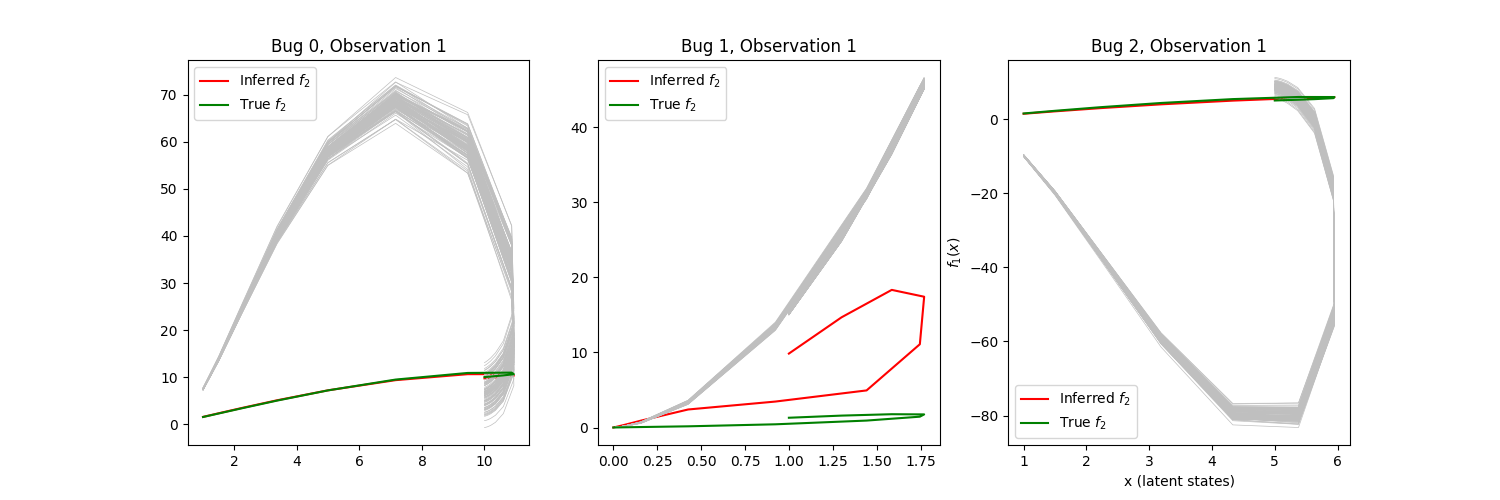 Bug 0, Observation 1
Inferred f₂
True f₂
70
60
50
40
30
20
10
0
2 4 6 8 10
Bug 1, Observation 1
Inferred f₂
True f₂
40
30
20
10
0
0.00 0.25 0.50 0.75 1.00 1.25 1.50 1.75
Bug 2, Observation 1
f₁(x)
0
−20
−40
−60
−80
Inferred f₂
True f₂
1 2 3 4 5 6
x (latent states)